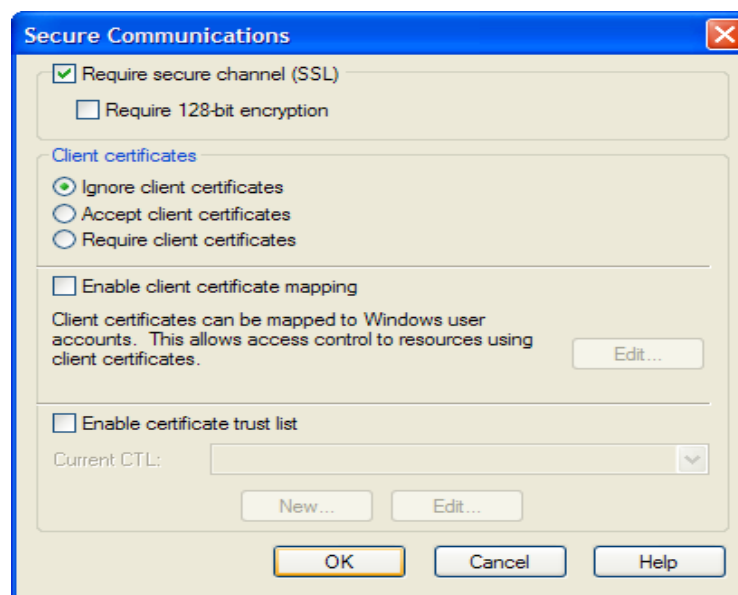 Secure Communications
Require secure channel (SSL)
Require 128-bit encryption
Client certificates
Ignore client certificates
Accept client certificates
Require client certificates
Enable client certificate mapping
Client certificates can be mapped to Windows user
accounts. This allows access control to resources using
client certificates.
Edit...
Enable certificate trust list
Current CTL:
New... Edit...
OK Cancel Help